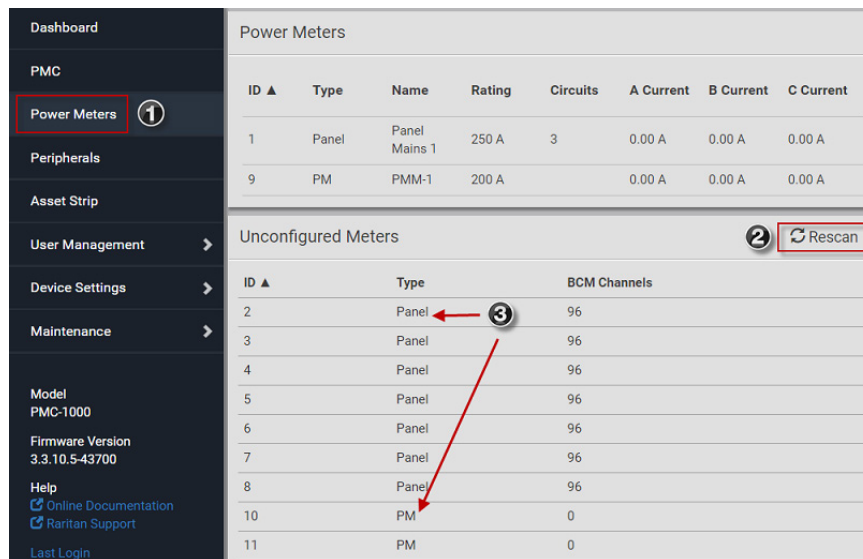 Dashboard
PMC
Power Meters
1
Peripherals
Asset Strip
User Management
Device Settings
Maintenance
Model
PMC-1000
Firmware Version
3.3.10.5-43700
Help
Online Documentation
Raritan Support
Last Login
Power Meters
ID ▲ Type Name Rating Circuits A Current B Current C Current
1 Panel Panel Mains 1 250 A 3 0.00 A 0.00 A 0.00 A
9 PM PMM-1 200 A 0.00 A 0.00 A 0.00 A
Unconfigured Meters
2 Rescan
ID ▲ Type BCM Channels
2 Panel 3 96
3 Panel 96
4 Panel 96
5 Panel 96
6 Panel 96
7 Panel 96
8 Panel 96
10 PM 0
11 PM 0